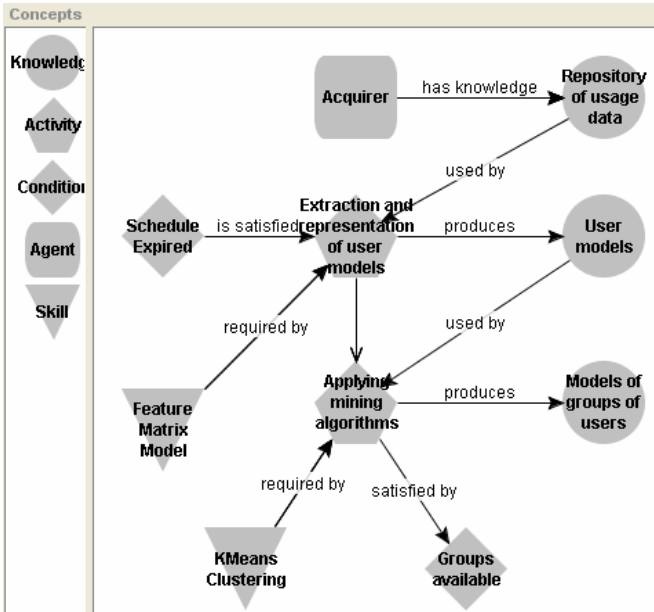 Concepts
Knowledg
Activity
Condition
Agent
Skill
Acquirer
has knowledge
Repository
of usage
data
used by
Schedule
Expired
is satisfied
Extraction and
representation
of user
models
produces
User
models
required by
used by
Feature
Matrix
Model
Applying
mining
algorithms
produces
Models of
groups of
users
required by
satisfied by
KMeans
Clustering
Groups
available